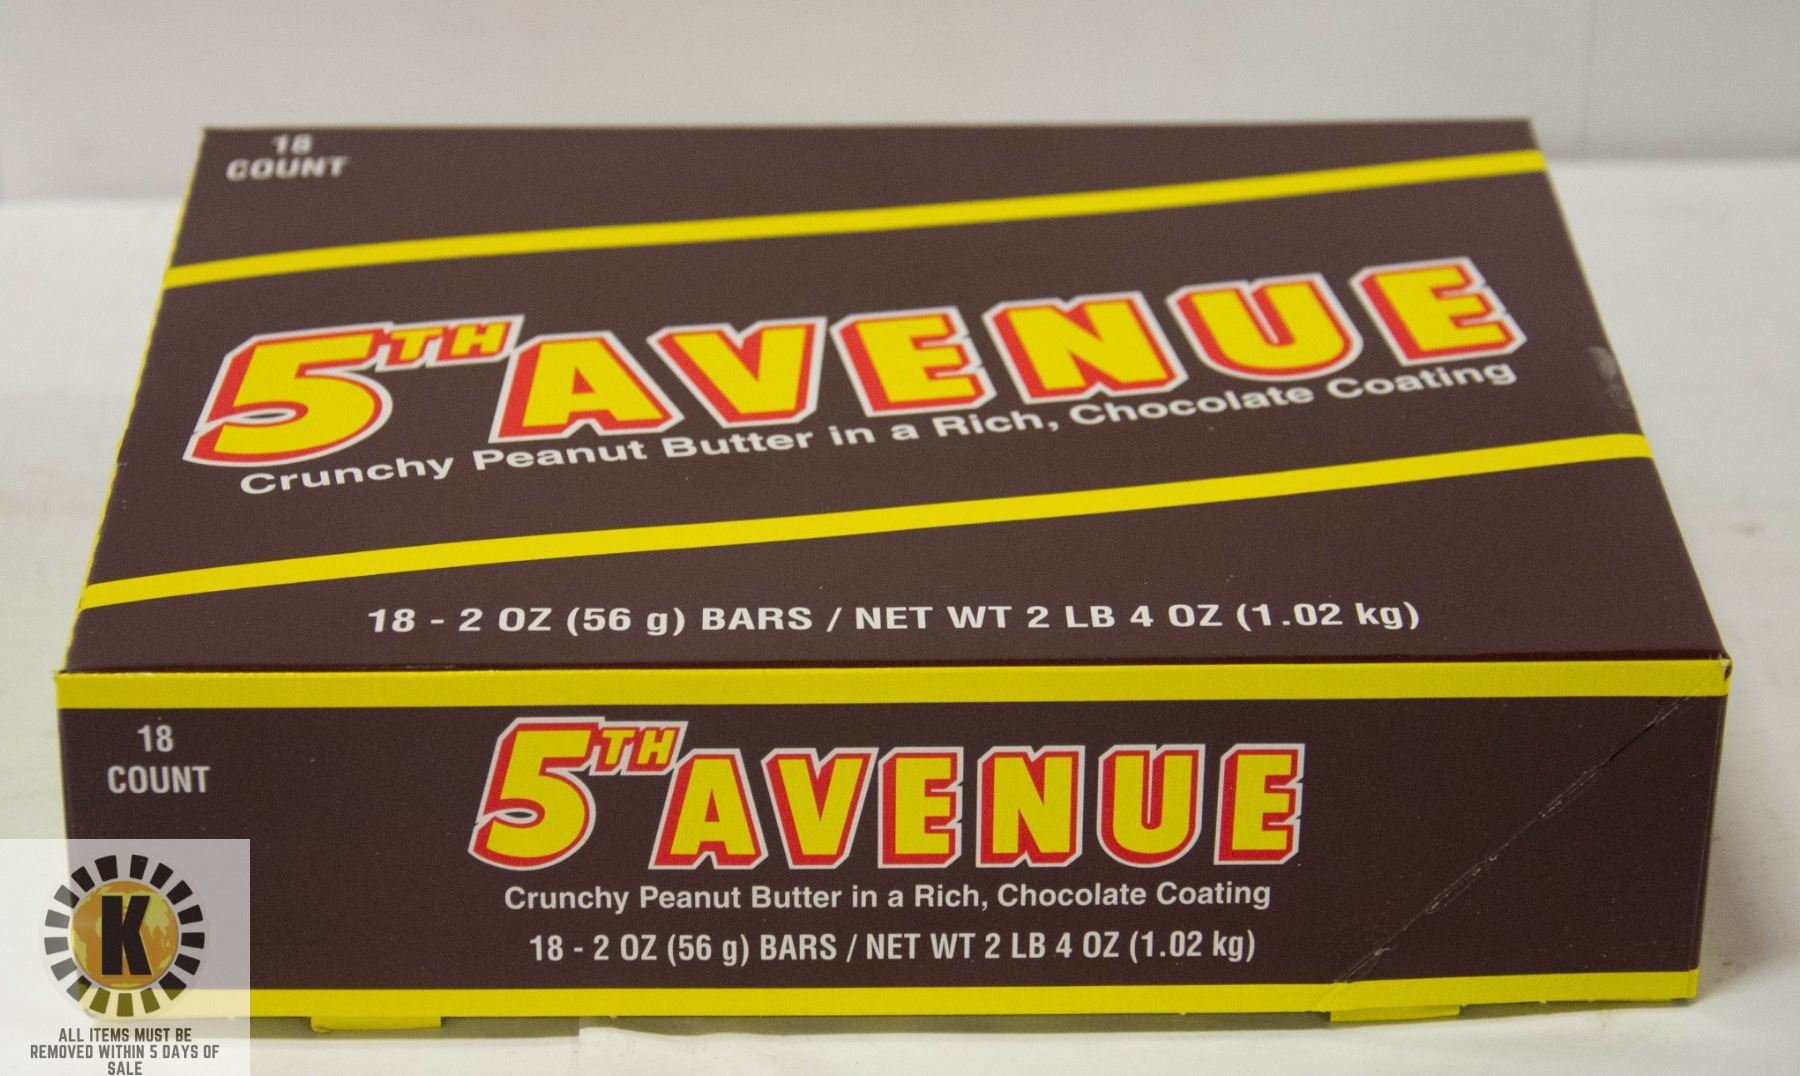 18
COUNT
5TH AVENUE
Crunchy Peanut Butter in a Rich, Chocolate Coating
18 - 2 OZ (56 g) BARS / NET WT 2 LB 4 OZ (1.02 kg)
18
COUNT
5TH AVENUE
Crunchy Peanut Butter in a Rich, Chocolate Coating
18 - 2 OZ (56 g) BARS / NET WT 2 LB 4 OZ (1.02 kg)
K
ALL ITEMS MUST BE
REMOVED WITHIN 5 DAYS OF
SALE